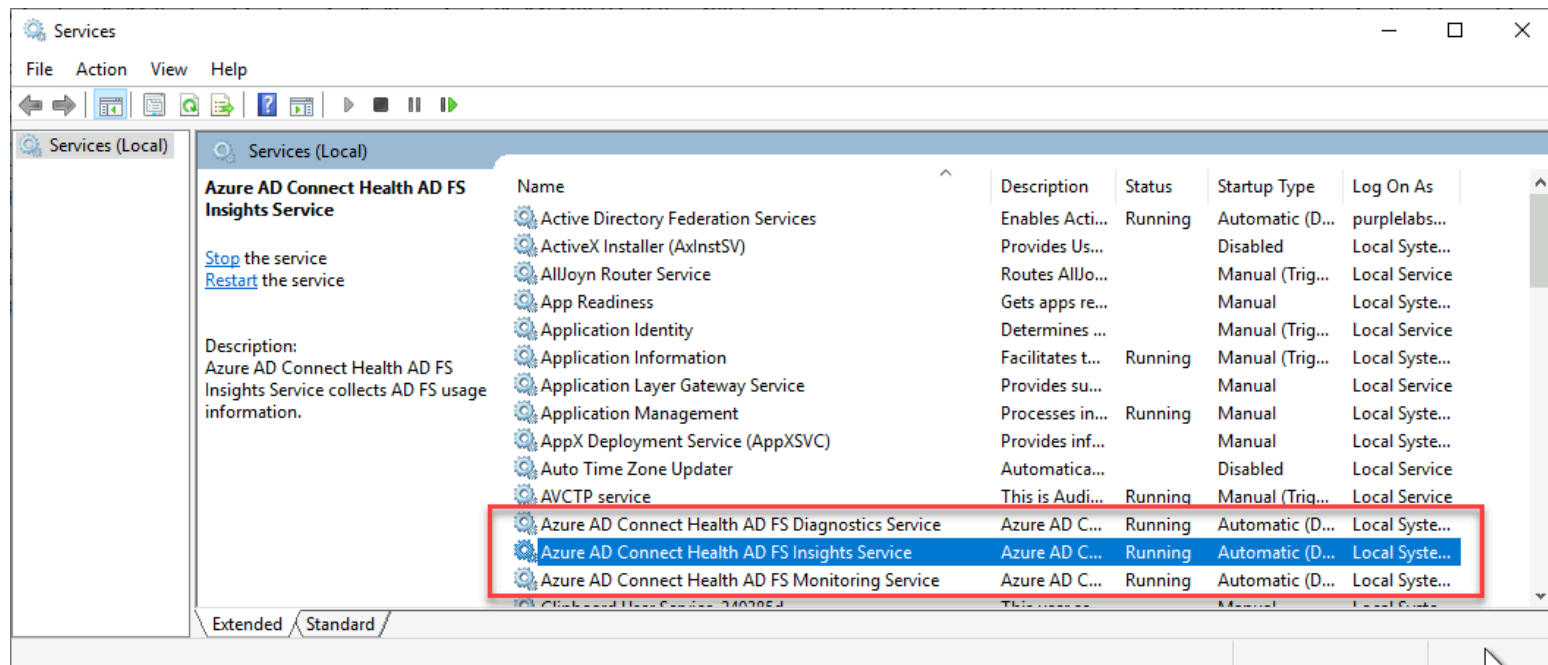 Services
File Action View Help
Services (Local)
Services (Local)
Azure AD Connect Health AD FS
Insights Service
Stop the service
Restart the service
Description:
Azure AD Connect Health AD FS
Insights Service collects AD FS usage
information.
Name Description Status Startup Type Log On As
Active Directory Federation Services Enables Acti... Running Automatic (D... purplelabs...
ActiveX Installer (AxInstSV) Provides Us... Disabled Local Syste...
AllJoyn Router Service Routes AllJo... Manual (Trig... Local Service
App Readiness Gets apps re... Manual Local Syste...
Application Identity Determines ... Manual (Trig... Local Service
Application Information Facilitates t... Running Manual (Trig... Local Syste...
Application Layer Gateway Service Provides su... Manual Local Service
Application Management Processes in... Running Manual Local Syste...
AppX Deployment Service (AppXSVC) Provides inf... Manual Local Syste...
Auto Time Zone Updater Automatica... Disabled Local Service
AVCTP service This is Audi... Running Manual (Trig... Local Service
Azure AD Connect Health AD FS Diagnostics Service Azure AD C... Running Automatic (D... Local Syste...
Azure AD Connect Health AD FS Insights Service Azure AD C... Running Automatic (D... Local Syste...
Azure AD Connect Health AD FS Monitoring Service Azure AD C... Running Automatic (D... Local Syste...
Extended Standard